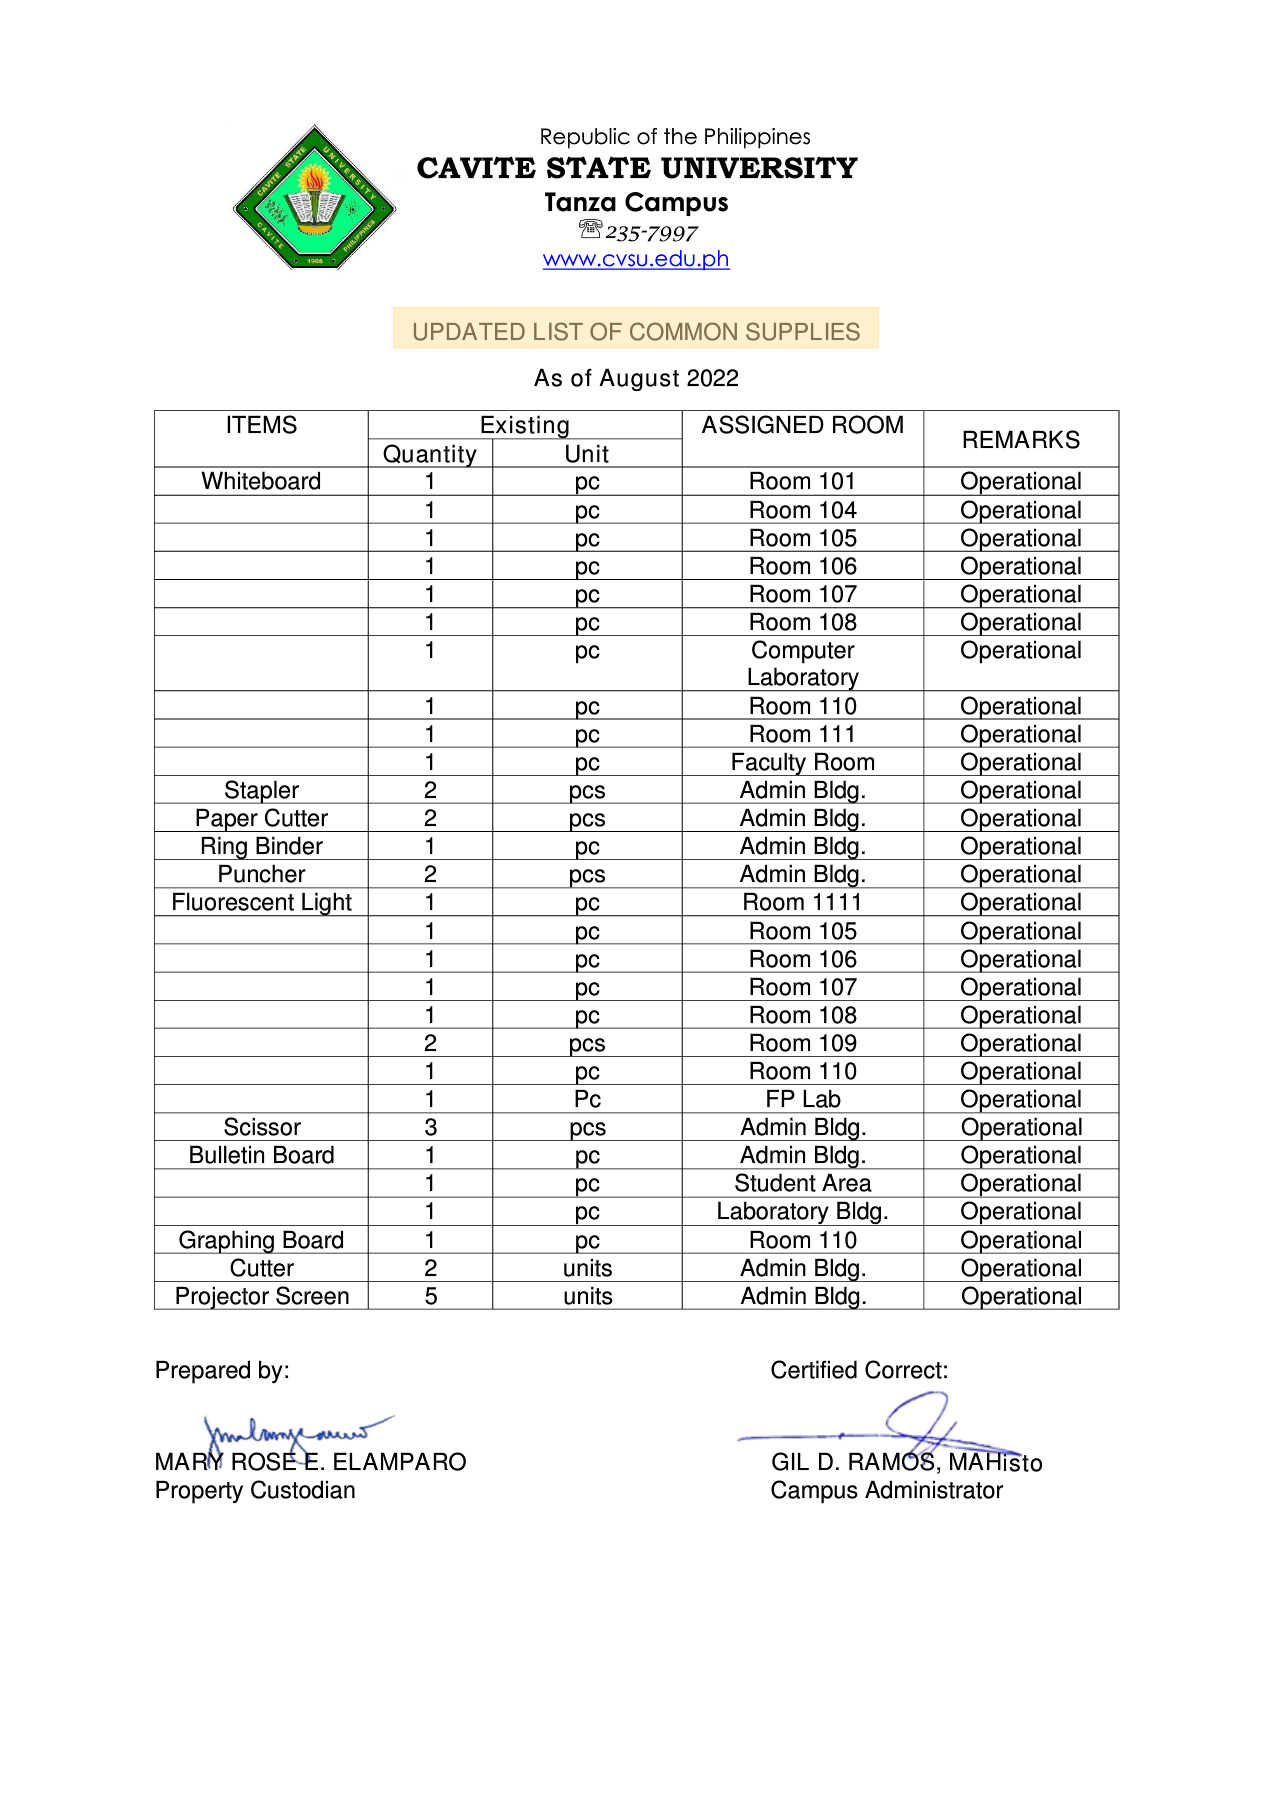 CAVITE STATE UNIVERSITY
CAVITE PHILIPPINES
1906
Republic of the Philippines
CAVITE STATE UNIVERSITY
Tanza Campus
☏235-7997
www.cvsu.edu.ph
UPDATED LIST OF COMMON SUPPLIES
As of August 2022
ITEMS Existing ASSIGNED ROOM REMARKS
Quantity Unit
Whiteboard 1 pc Room 101 Operational
1 pc Room 104 Operational
1 pc Room 105 Operational
1 pc Room 106 Operational
1 pc Room 107 Operational
1 pc Room 108 Operational
1 pc Computer Operational
Laboratory
1 pc Room 110 Operational
1 pc Room 111 Operational
1 pc Faculty Room Operational
Stapler 2 pcs Admin Bldg. Operational
Paper Cutter 2 pcs Admin Bldg. Operational
Ring Binder 1 pc Admin Bldg. Operational
Puncher 2 pcs Admin Bldg. Operational
Fluorescent Light 1 pc Room 1111 Operational
1 pc Room 105 Operational
1 pc Room 106 Operational
1 pc Room 107 Operational
1 pc Room 108 Operational
2 pcs Room 109 Operational
1 pc Room 110 Operational
1 Pc FP Lab Operational
Scissor 3 pcs Admin Bldg. Operational
Bulletin Board 1 pc Admin Bldg. Operational
1 pc Student Area Operational
1 pc Laboratory Bldg. Operational
Graphing Board 1 pc Room 110 Operational
Cutter 2 units Admin Bldg. Operational
Projector Screen 5 units Admin Bldg. Operational
Prepared by: Certified Correct:
MARY ROSE E. ELAMPARO GIL D. RAMOS, MAHisto
Property Custodian Campus Administrator